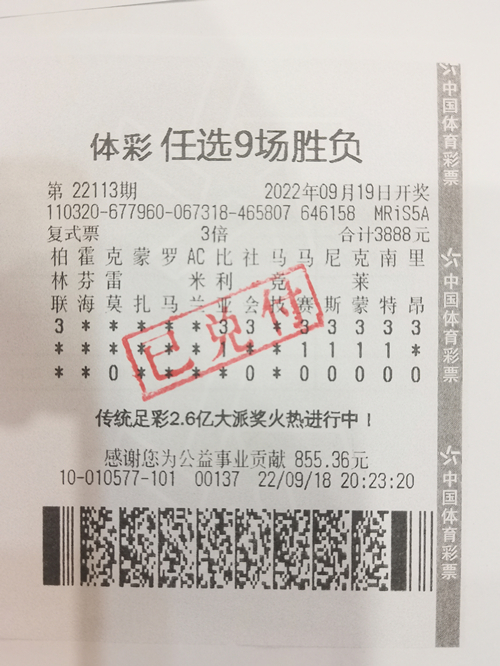 体彩 任选9场胜负
第 22113期 2022年09月19日开奖
110320-677960-067318-465807 646158 MRiS5A
复式票 3倍 合计3888元
柏 霍 克 蒙 罗 AC 比 社 马 马 尼 克 南 里
林 芬 雷 米 利 竞 莱
联 海 莫 扎 马 兰 亚 会 技 赛 斯 蒙 特 昂
3 * * * * * 3 3 * 3 3 3 3 3
* * * * * * 1 * * 1 1 1 1 *
* * 0 * * * * 0 * 0 0 0 0 0
已兑付
传统足彩2.6亿大派奖火热进行中！
感谢您为公益事业贡献 855.36元
10-010577-101 00137 22/09/18 20:23:20
中国体育彩票
中国体育彩票
中国体育彩票